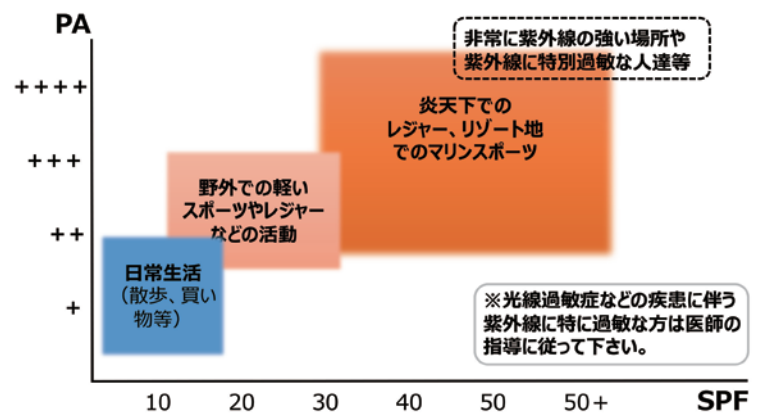 PA
非常に紫外線の強い場所や
紫外線に特別過敏な人達等
++++
炎天下での
レジャー、リゾート地
でのマリンスポーツ
+++
野外での軽い
スポーツやレジャー
などの活動
++
日常生活
（散歩、買い
物等）
+
※光線過敏症などの疾患に伴う
紫外線に特に過敏な方は医師の
指導に従って下さい。
10 20 30 40 50 50+ SPF